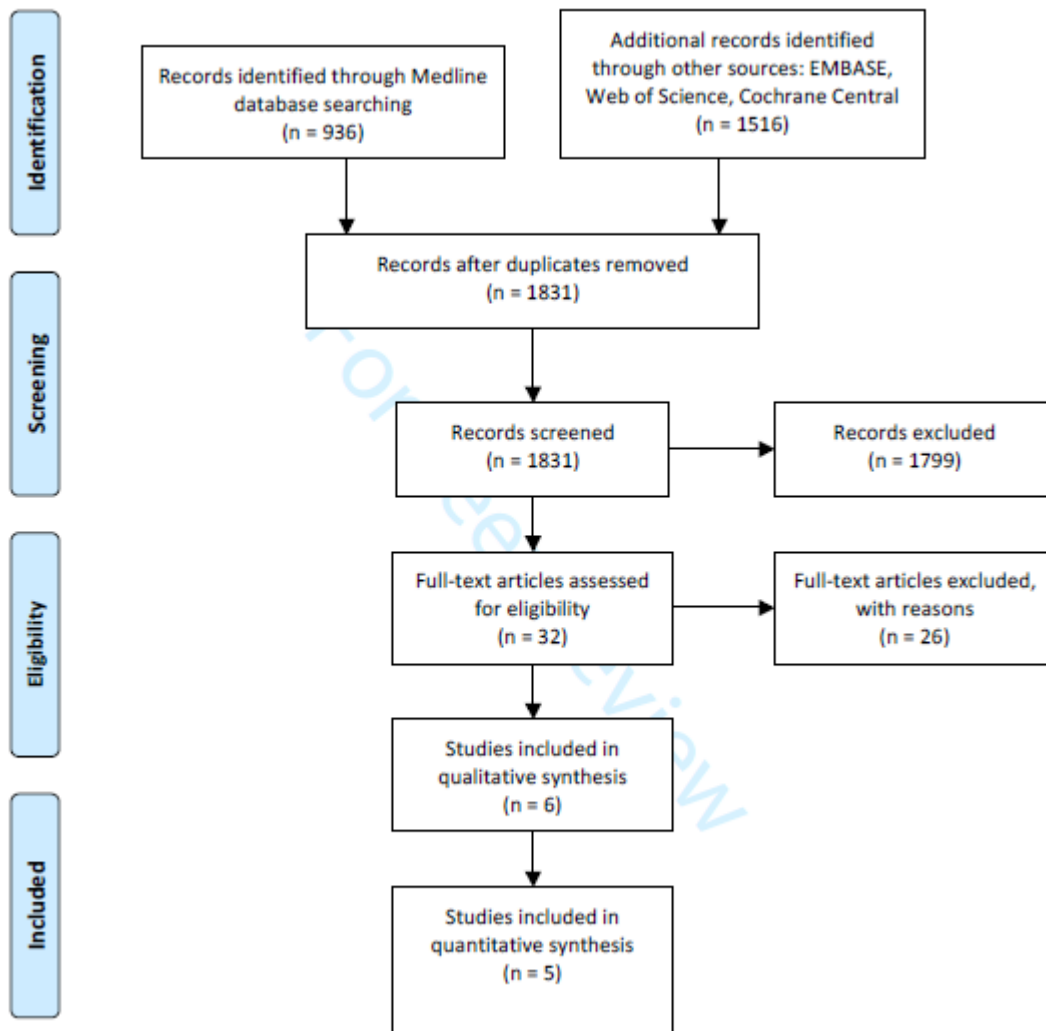 Identification
Records identified through Medline
database searching
(n = 936)
Additional records identified
through other sources: EMBASE,
Web of Science, Cochrane Central
(n = 1516)
Records after duplicates removed
(n = 1831)
Screening
Records screened
(n = 1831)
Records excluded
(n = 1799)
Eligibility
Full-text articles assessed
for eligibility
(n = 32)
Full-text articles excluded,
with reasons
(n = 26)
Studies included in
qualitative synthesis
(n = 6)
Included
Studies included in
quantitative synthesis
(n = 5)